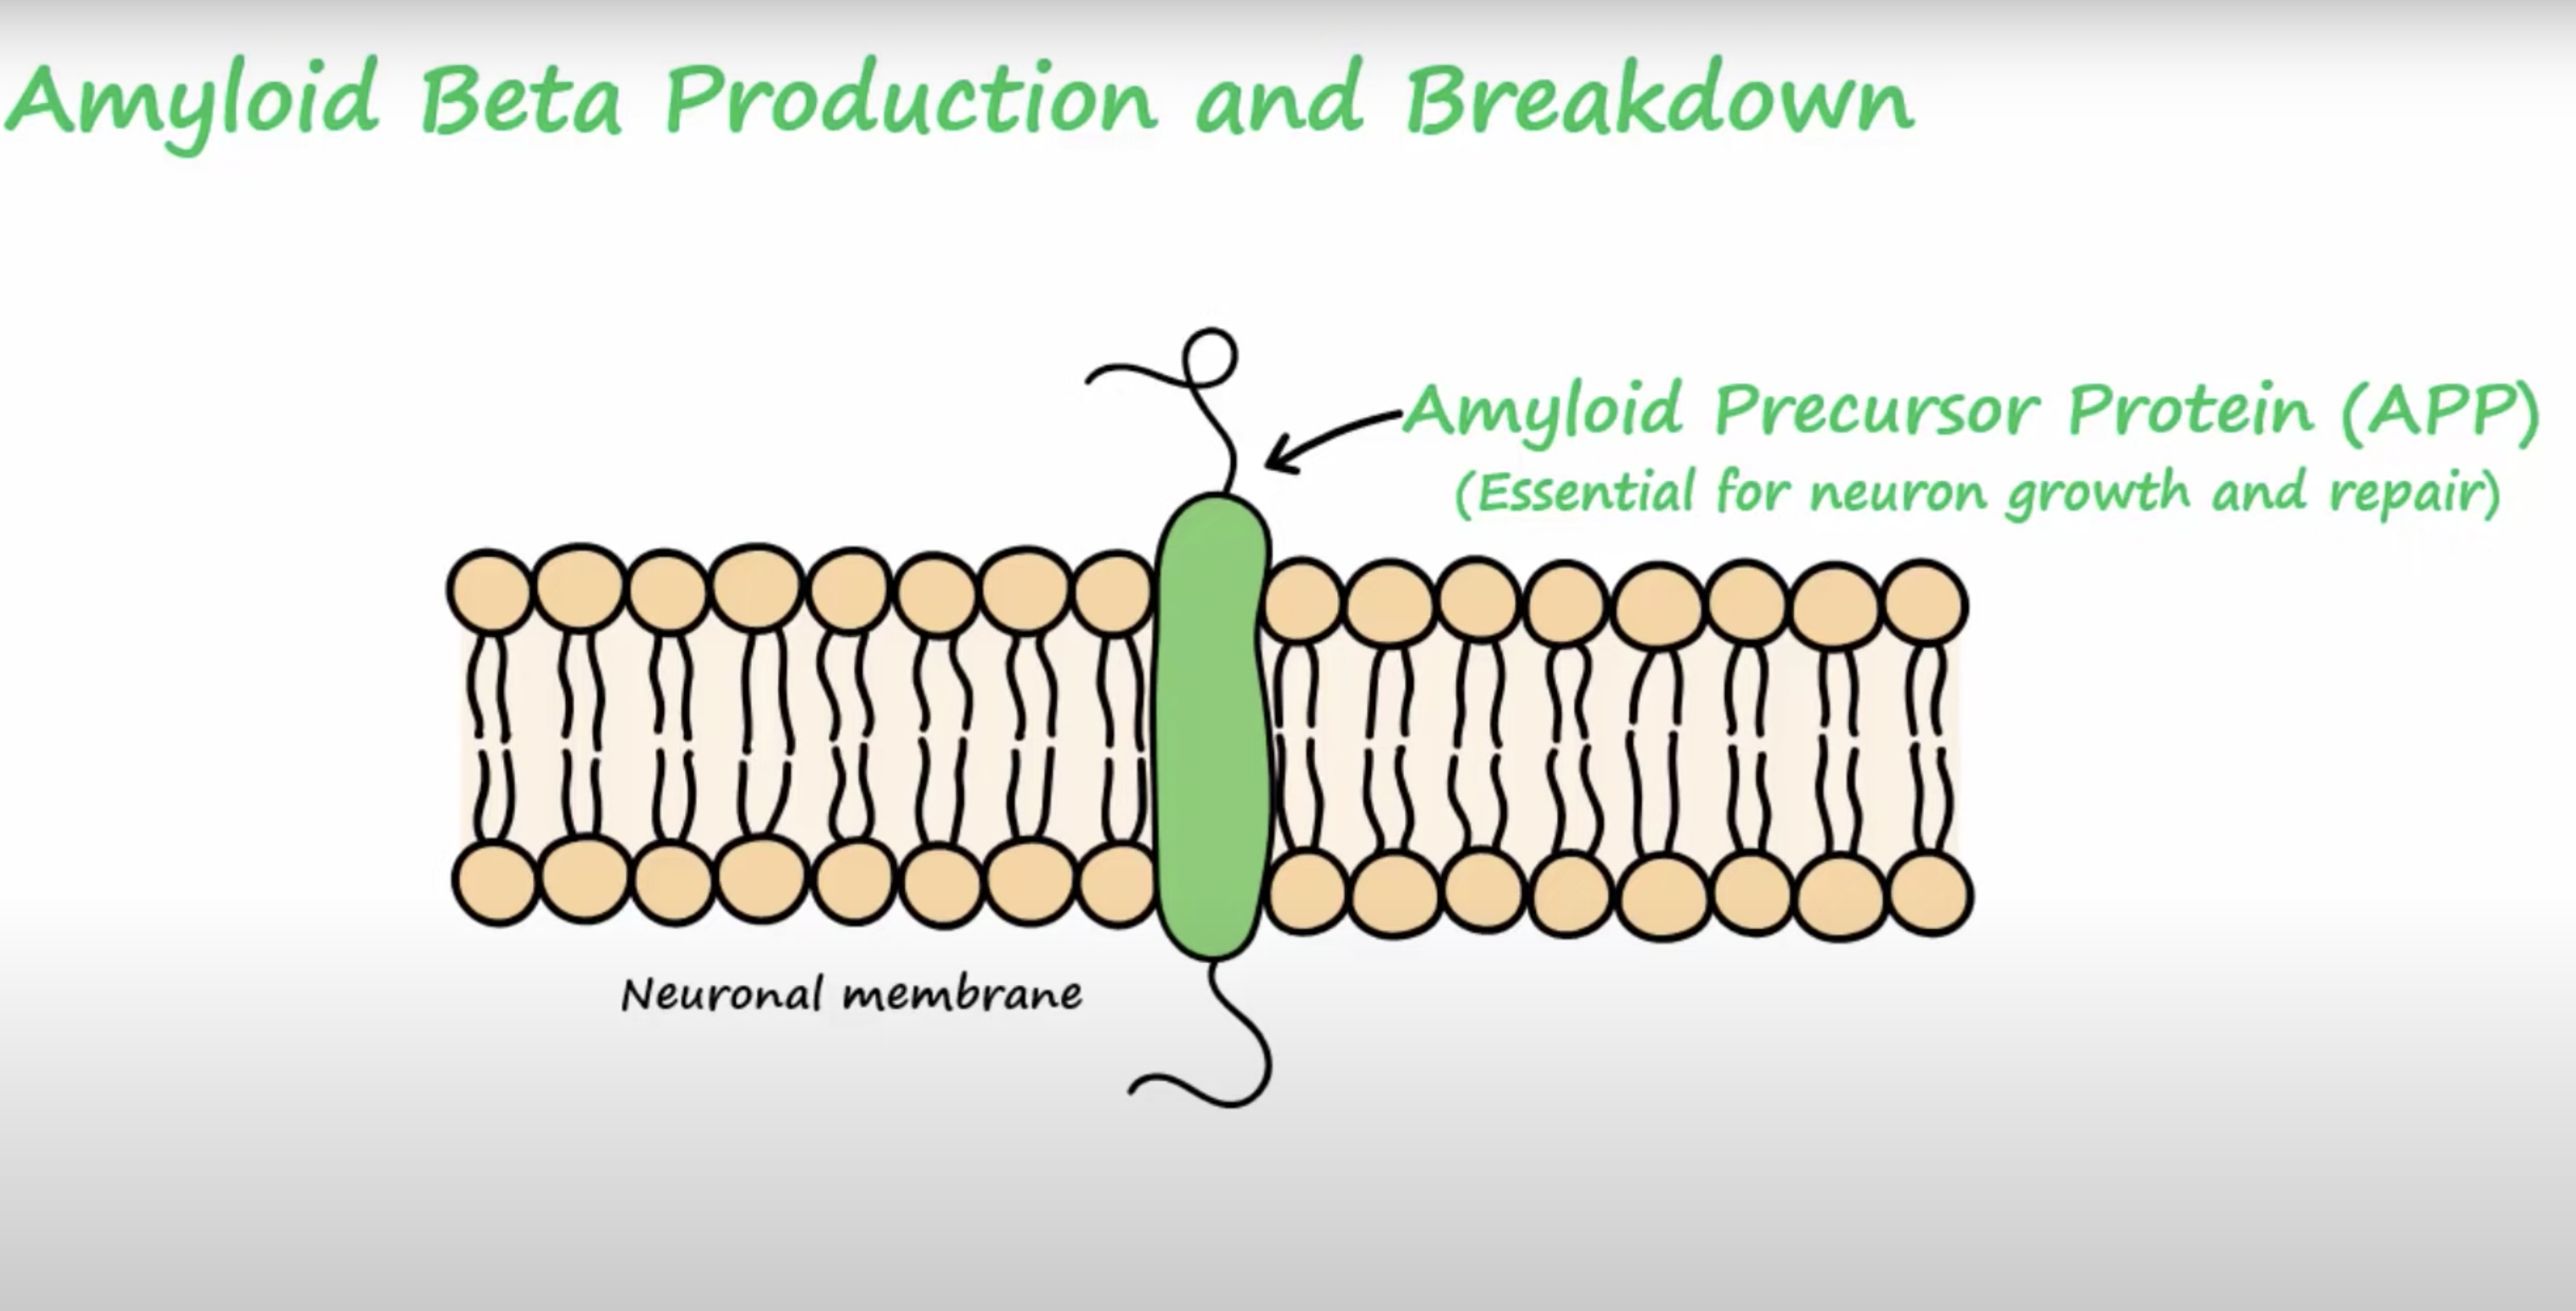 Amyloid Beta Production and Breakdown
Amyloid Precursor Protein (APP)
(Essential for neuron growth and repair)
Neuronal membrane